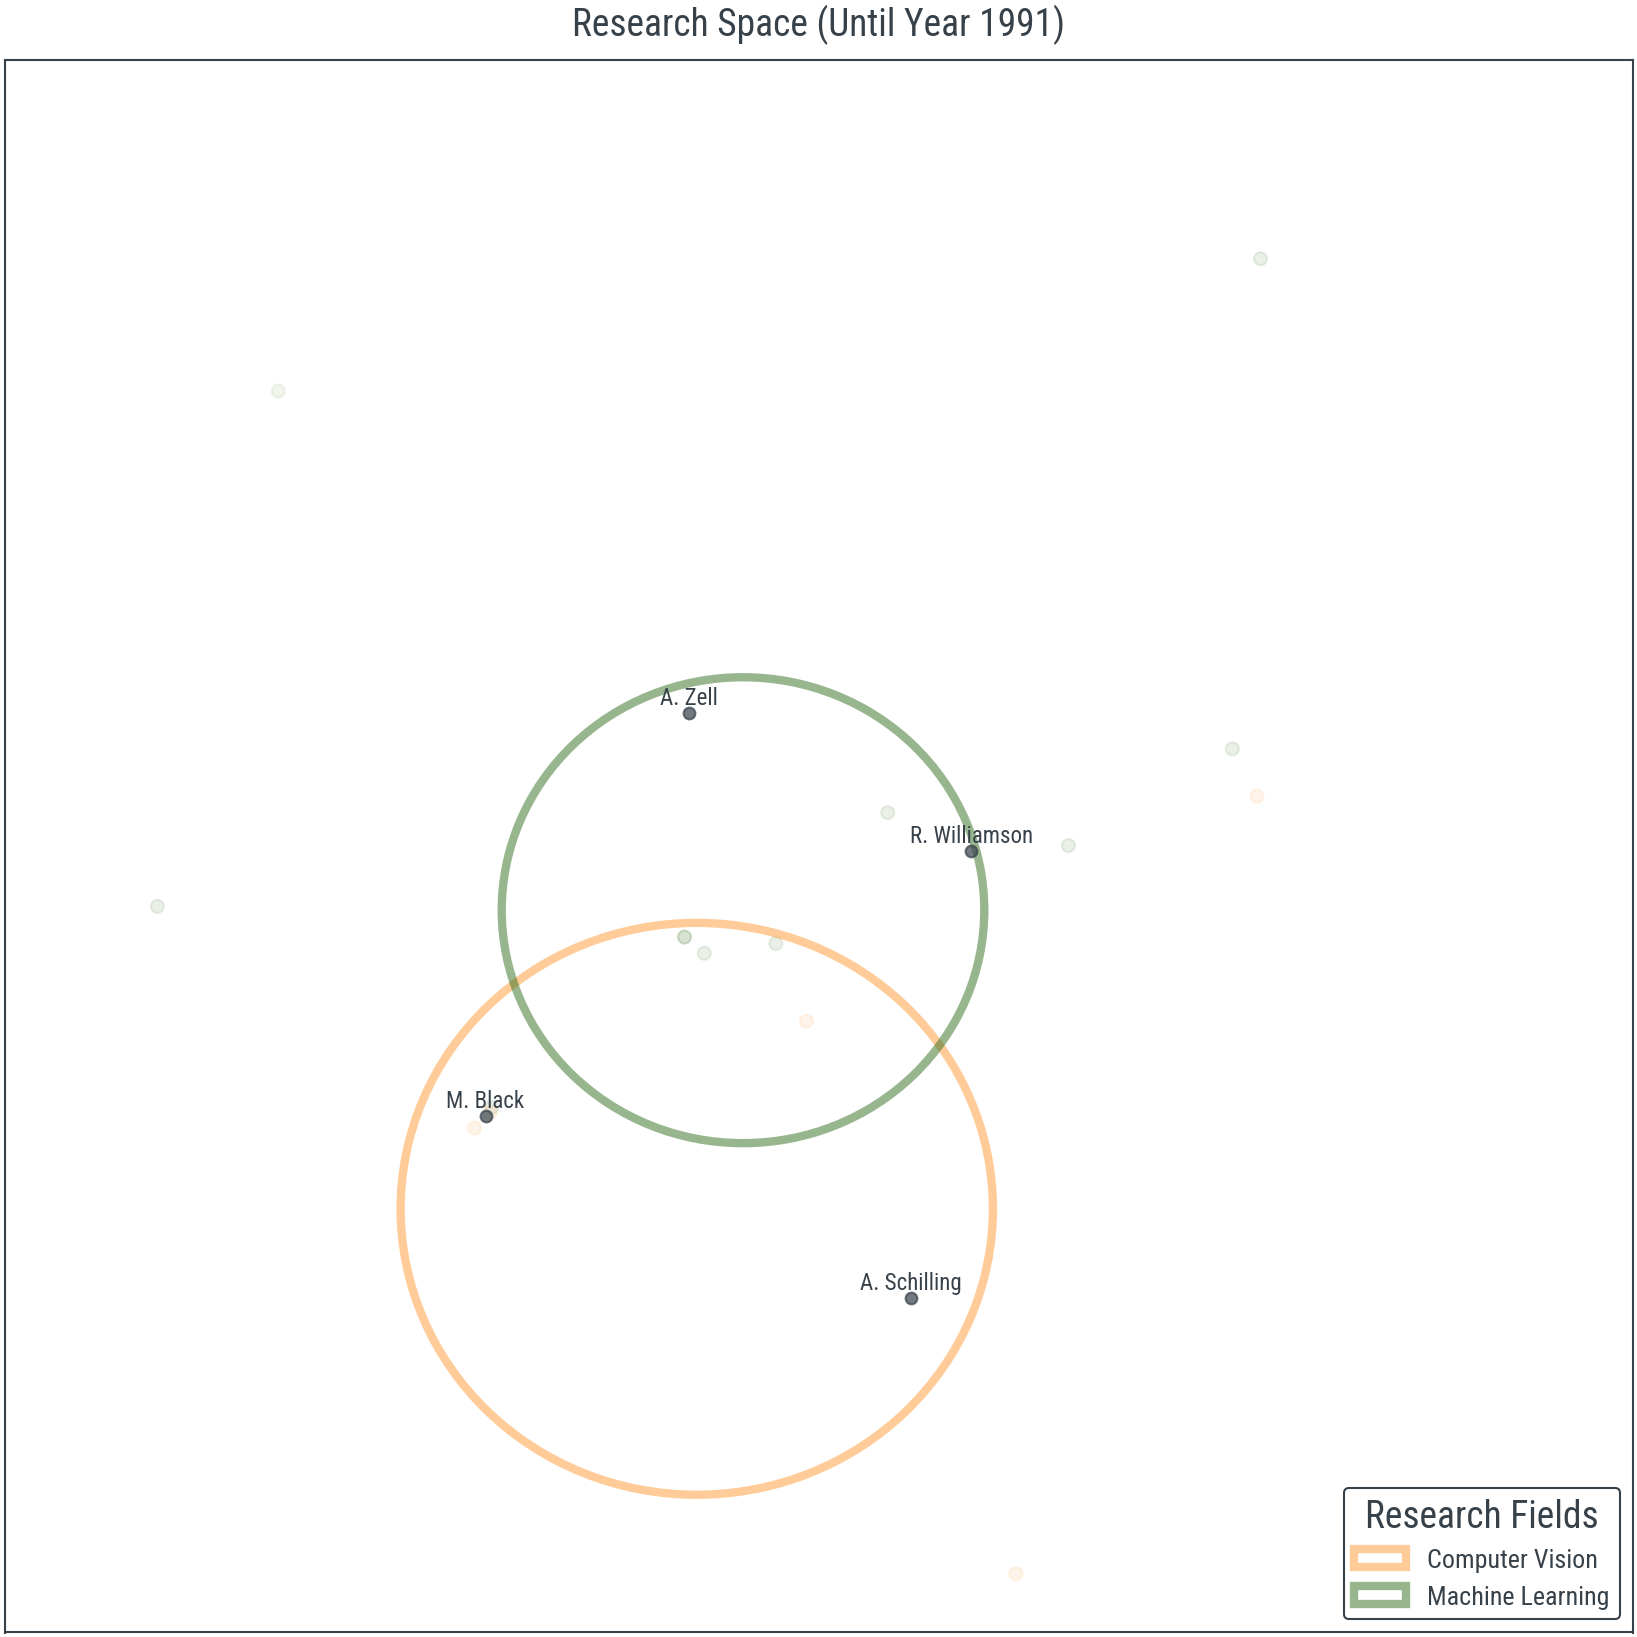 Research Space (Until Year 1991)
A. Zell
R. Williamson
M. Black
A. Schilling
Research Fields
Computer Vision
Machine Learning